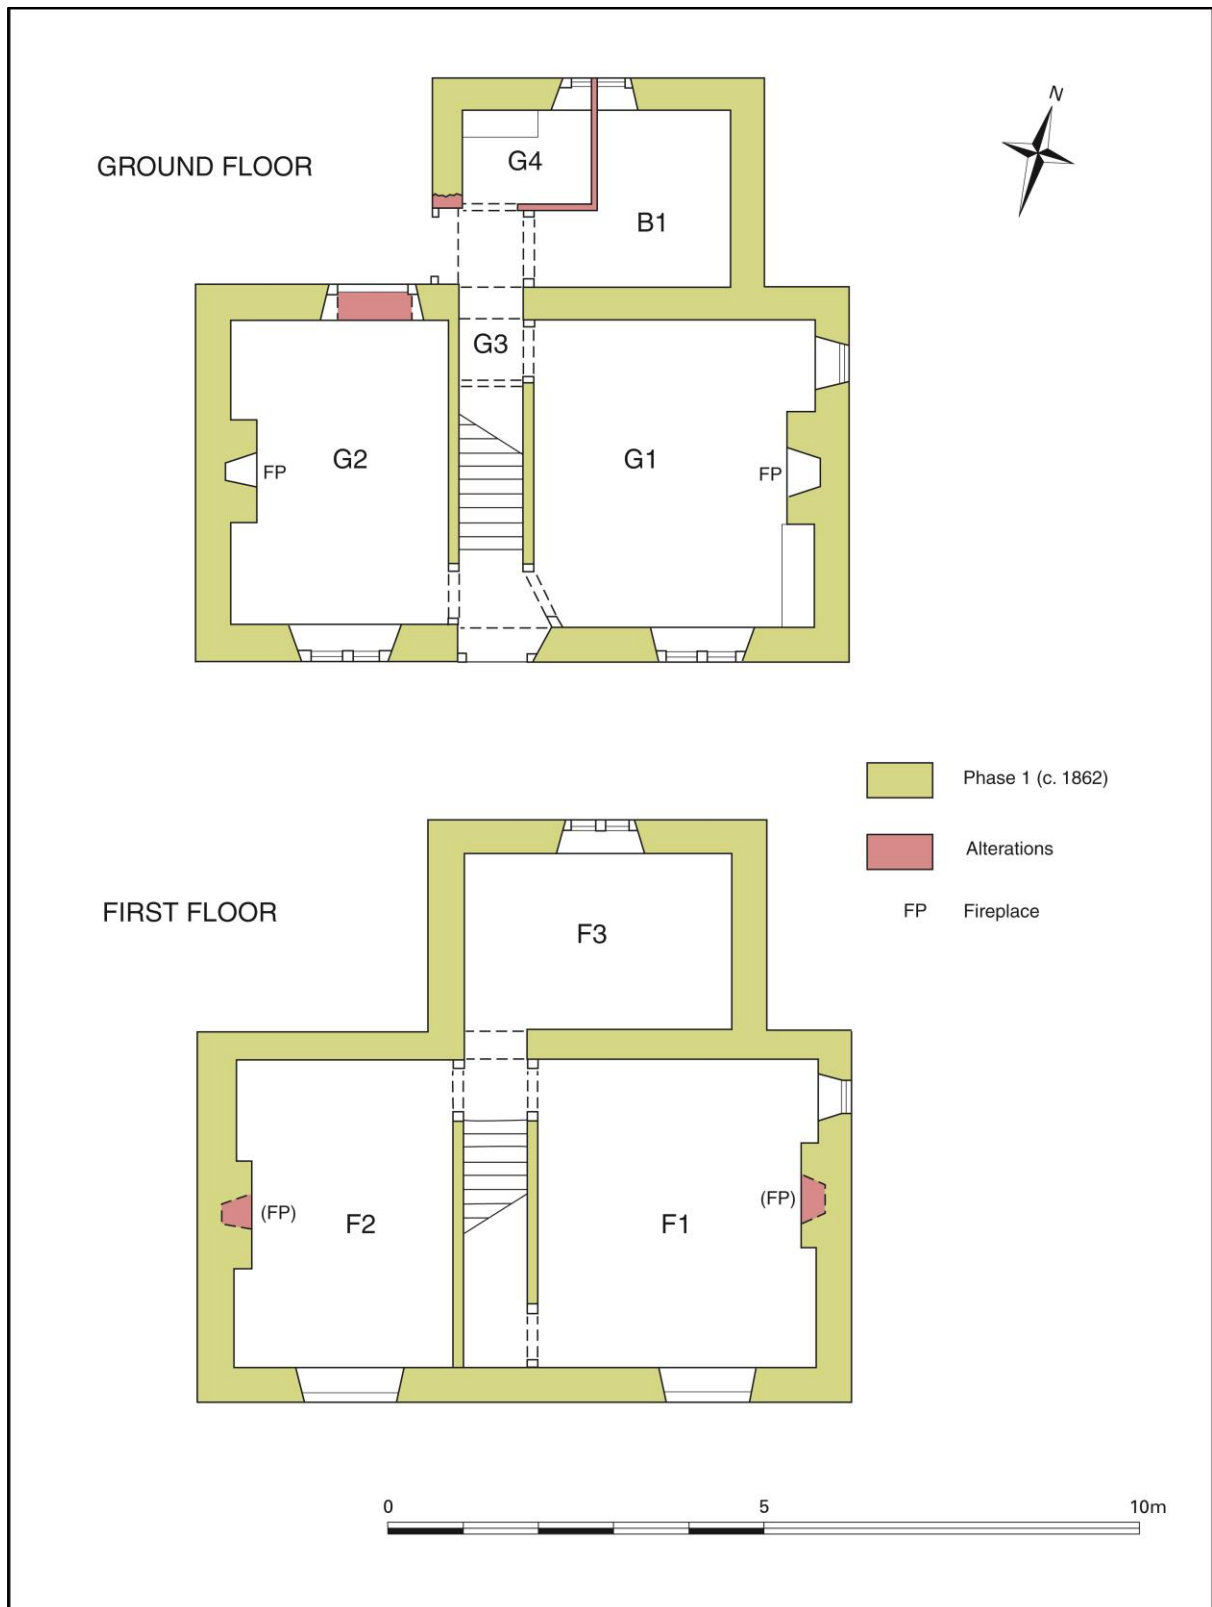 N
GROUND FLOOR
G4
B1
G3
G2
G1
FP
FP
Phase 1 (c. 1862)
Alterations
FP Fireplace
FIRST FLOOR
F3
(FP)
(FP)
F2
F1
0 5 10m